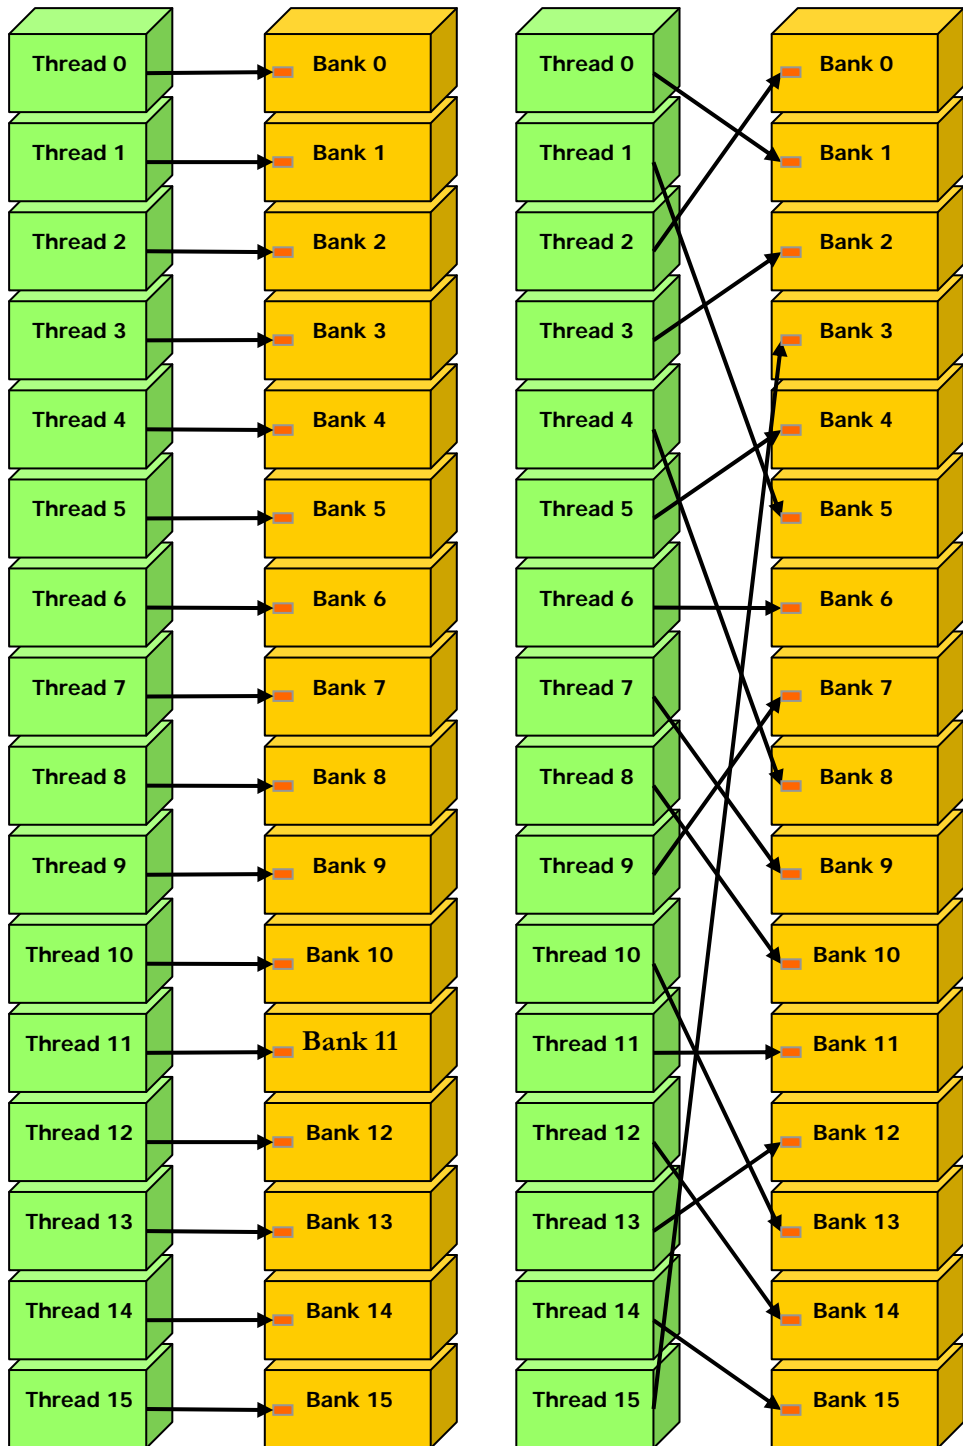 Thread 0
Bank 0
Thread 0
Bank 0
Thread 1
Bank 1
Thread 1
Bank 1
Thread 2
Bank 2
Thread 2
Bank 2
Thread 3
Bank 3
Thread 3
Bank 3
Thread 4
Bank 4
Thread 4
Bank 4
Thread 5
Bank 5
Thread 5
Bank 5
Thread 6
Bank 6
Thread 6
Bank 6
Thread 7
Bank 7
Thread 7
Bank 7
Thread 8
Bank 8
Thread 8
Bank 8
Thread 9
Bank 9
Thread 9
Bank 9
Thread 10
Bank 10
Thread 10
Bank 10
Thread 11
Bank 11
Thread 11
Bank 11
Thread 12
Bank 12
Thread 12
Bank 12
Thread 13
Bank 13
Thread 13
Bank 13
Thread 14
Bank 14
Thread 14
Bank 14
Thread 15
Bank 15
Thread 15
Bank 15